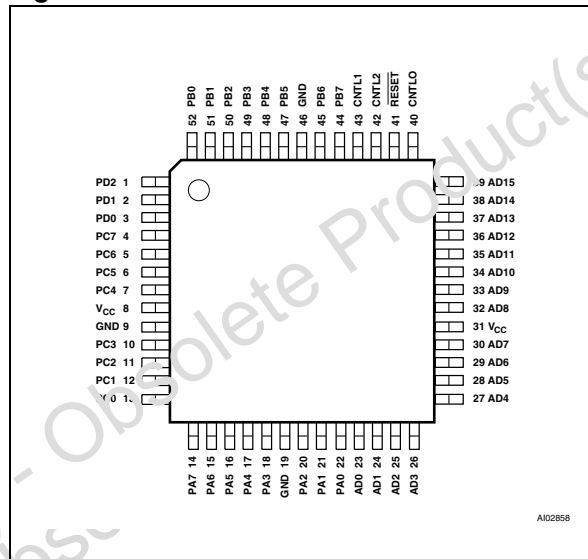 52 PB0
51 PB1
50 PB2
49 PB3
48 PB4
47 PB5
46 GND
45 PB6
44 PB7
43 CNTL1
42 CNTL2
41 RESET
40 CNTL0
PD2 1
PD1 2
PD0 3
PC7 4
PC6 5
PC5 6
PC4 7
VCC 8
GND 9
PC3 10
PC2 11
PC1 12
39 AD15
38 AD14
37 AD13
36 AD12
35 AD11
34 AD10
33 AD9
32 AD8
31 VCC
30 AD7
29 AD6
28 AD5
27 AD4
PA7 14
PA6 15
PA5 16
PA4 17
PA3 18
GND 19
PA2 20
PA1 21
PA0 22
AD0 23
AD1 24
AD2 25
AD3 26
AI02858
- Obsolete Product(s